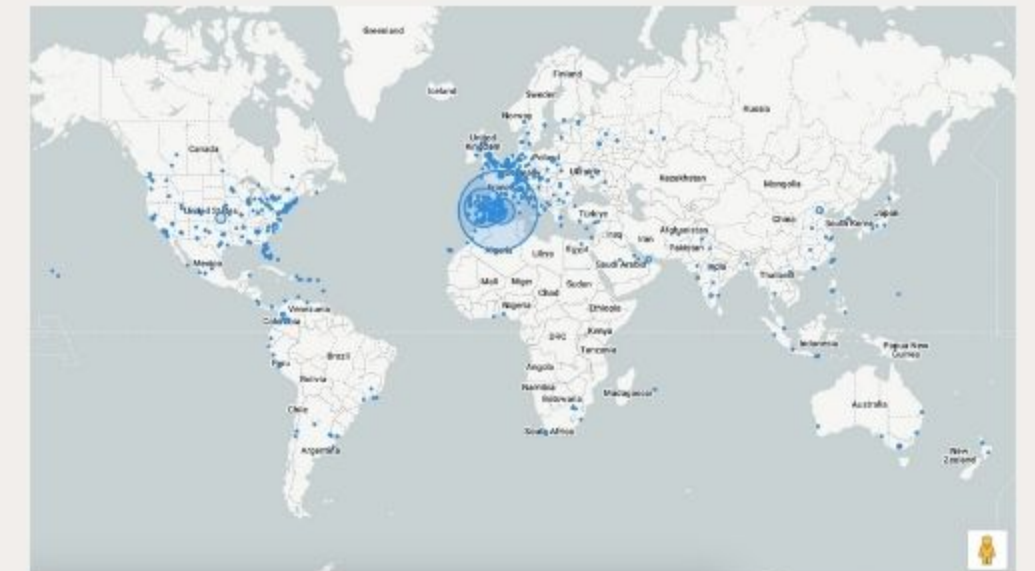 Greenland
Iceland
Finland
Sweden
Norway
Russia
United
Kingdom
Poland
Canada
Ukraine
Kazakhstan
Mongolia
United States
Türkiye
China
Japan
South Korea
Iraq
Iran
Afghanistan
Pakistan
Algeria
Libya
Egypt
Saudi Arabia
India
Mexico
Mali
Niger
Chad
Sudan
Thailand
Nigeria
Ethiopia
Venezuela
Colombia
DRC
Kenya
Tanzania
Indonesia
Papua New
Guinea
Peru
Brazil
Bolivia
Angola
Namibia
Botswana
Madagascar
Chile
South Africa
Australia
Argentina
New
Zealand